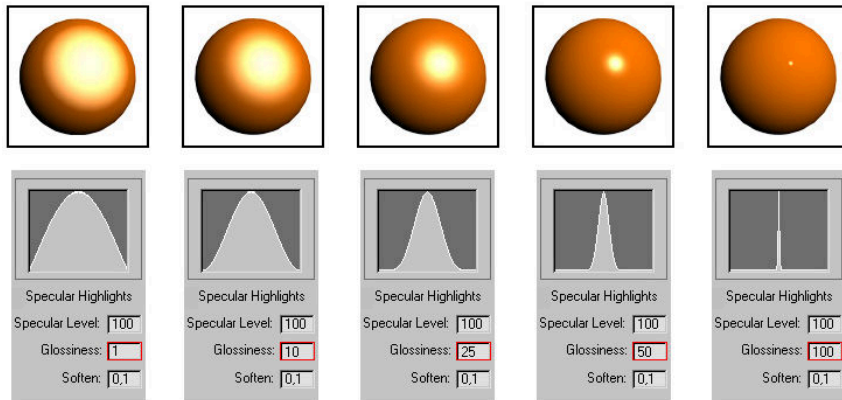 Specular Highlights
Specular Level: 100
Glossiness: 1
Soften: 0,1
Specular Highlights
Specular Level: 100
Glossiness: 10
Soften: 0,1
Specular Highlights
Specular Level: 100
Glossiness: 25
Soften: 0,1
Specular Highlights
Specular Level: 100
Glossiness: 50
Soften: 0,1
Specular Highlights
Specular Level: 100
Glossiness: 100
Soften: 0,1